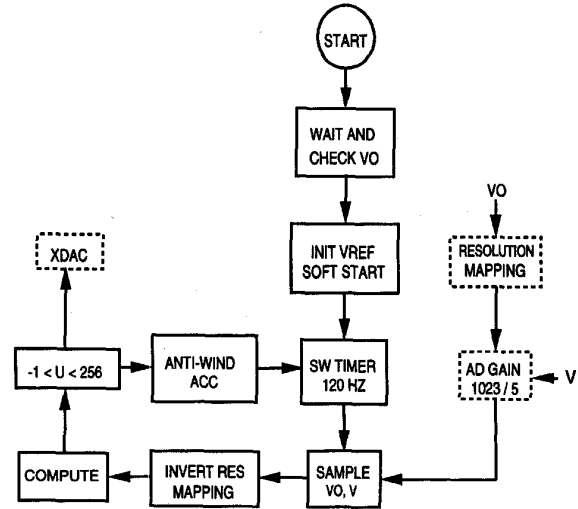 START
WAIT AND
CHECK VO
VO
INIT VREF
SOFT START
RESOLUTION
MAPPING
XDAC
-1 < U < 256
ANTI-WIND
ACC
SW TIMER
120 HZ
AD GAIN
1023 / 5
V
COMPUTE
INVERT RES
MAPPING
SAMPLE
VO, V